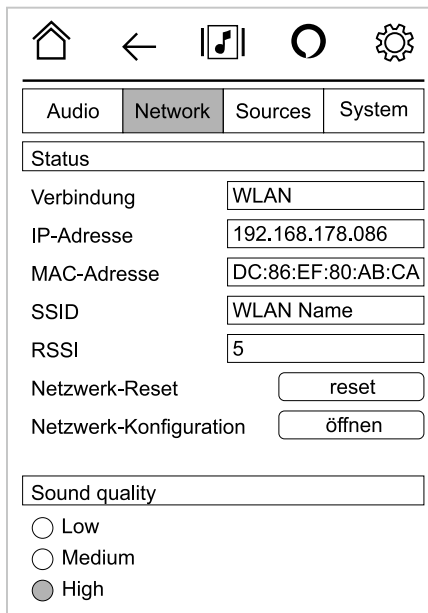 Audio Network Sources System
Status
Verbindung WLAN
IP-Adresse 192.168.178.086
MAC-Adresse DC:86:EF:80:AB:CA
SSID WLAN Name
RSSI 5
Netzwerk-Reset reset
Netzwerk-Konfiguration öffnen
Sound quality
Low
Medium
High